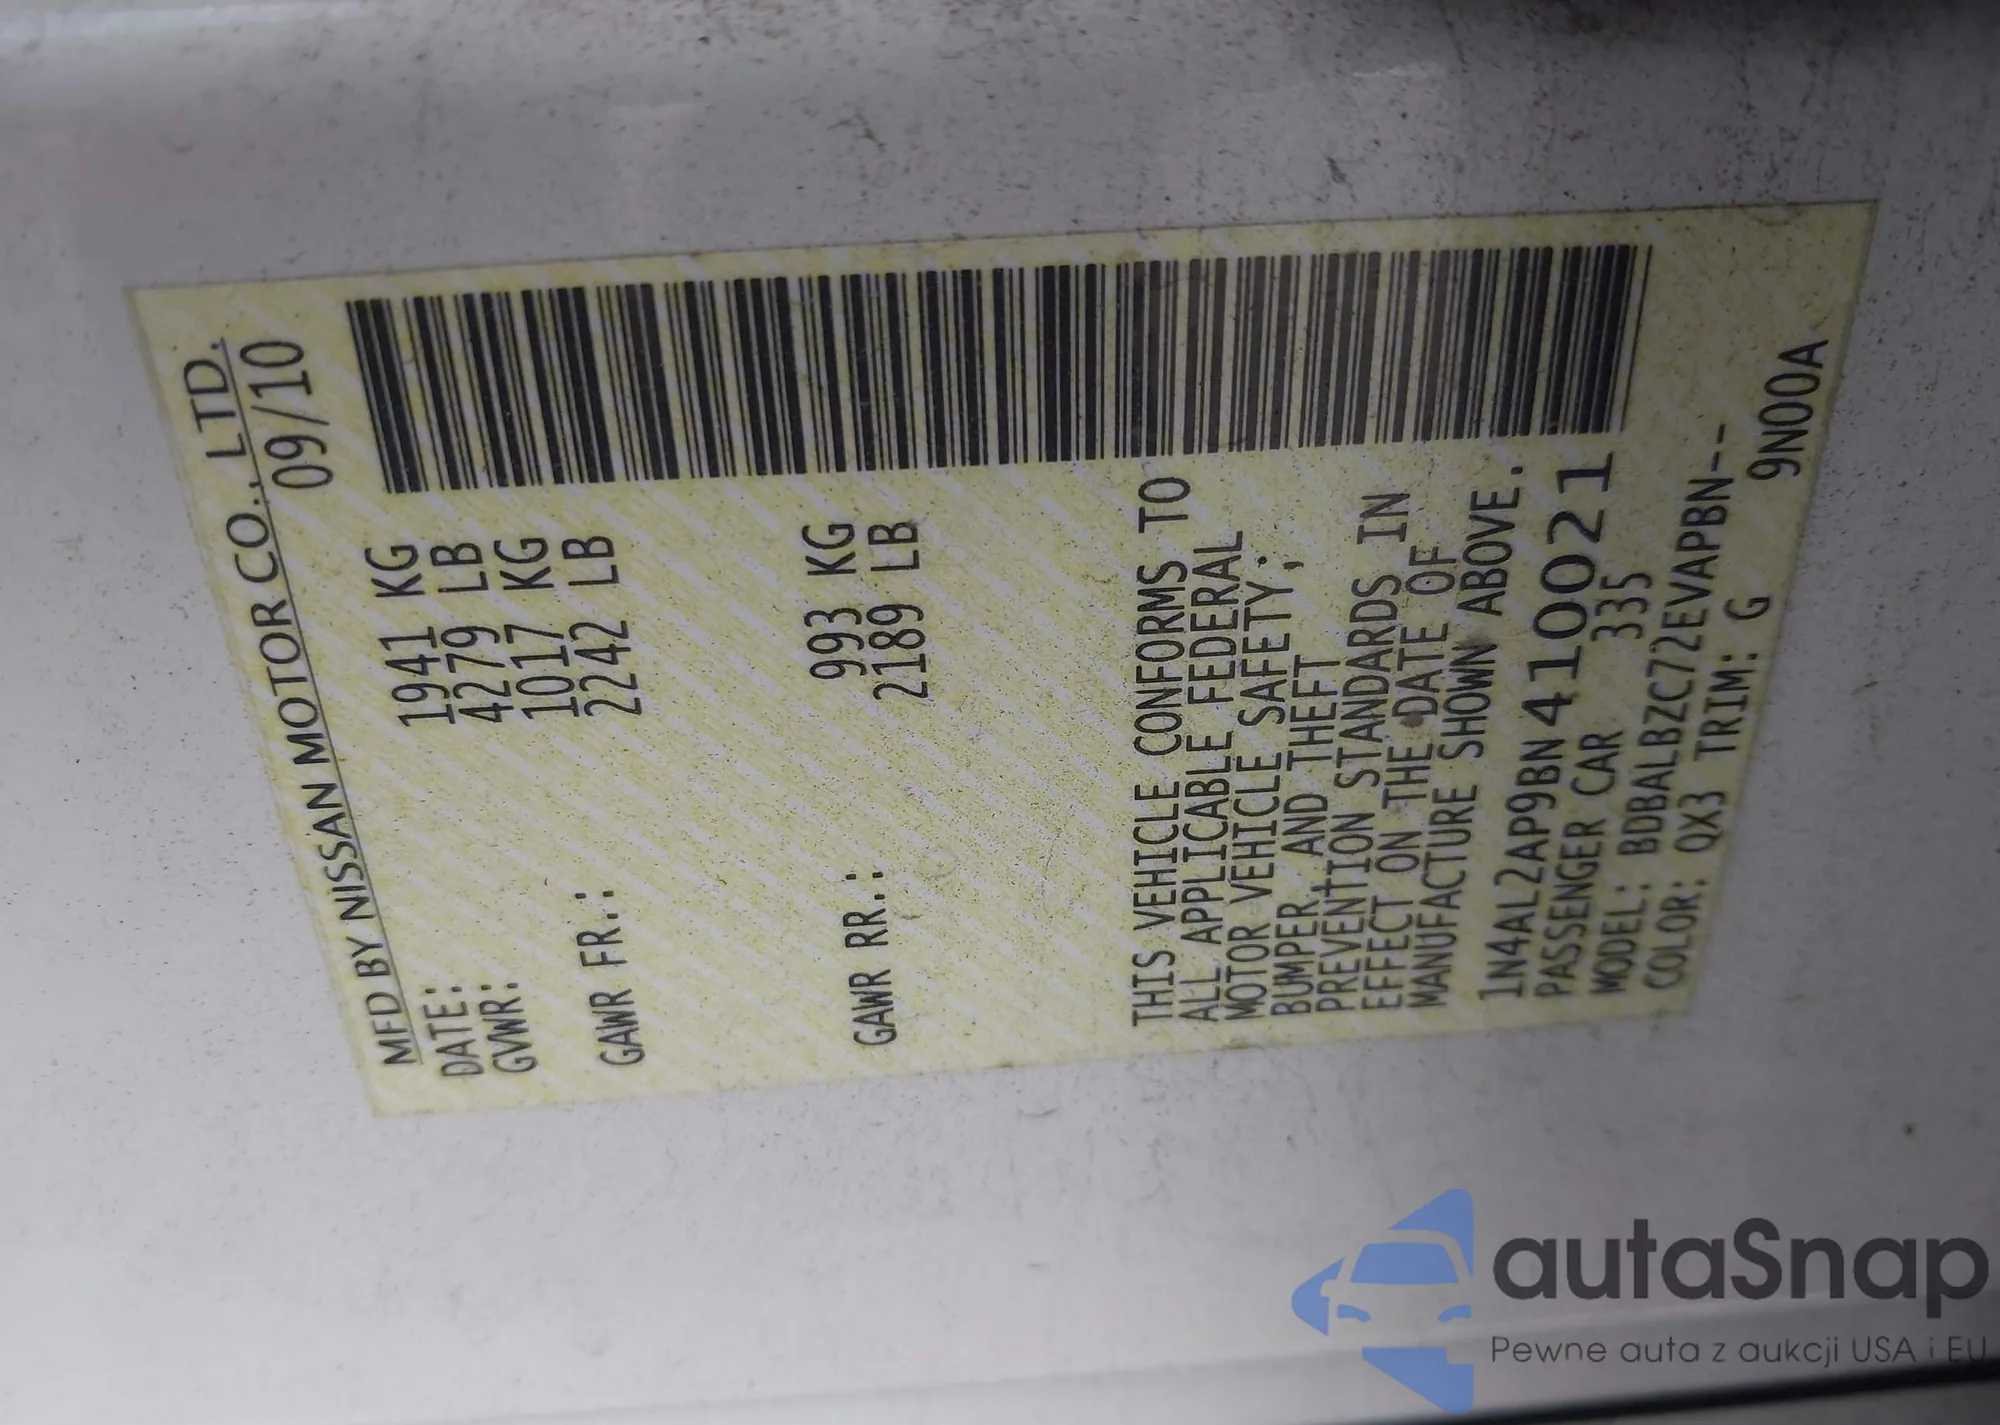 MFD BY NISSAN MOTOR CO., LTD.
DATE: 09/10
GVWR: 1941 KG
4279 LB
GAWR FR.: 1017 KG
2242 LB
GAWR RR.: 993 KG
2189 LB
THIS VEHICLE CONFORMS TO
ALL APPLICABLE FEDERAL
MOTOR VEHICLE SAFETY,
BUMPER, AND THEFT
PREVENTION STANDARDS IN
EFFECT ON THE DATE OF
MANUFACTURE SHOWN ABOVE.
1N4AL2AP9BN410021
PASSENGER CAR 335
MODEL: BDBALBZC72EVAPBN--
COLOR: QX3 TRIM: G 9N00A
autaSnap
Pewne auta z aukcji USA i EU